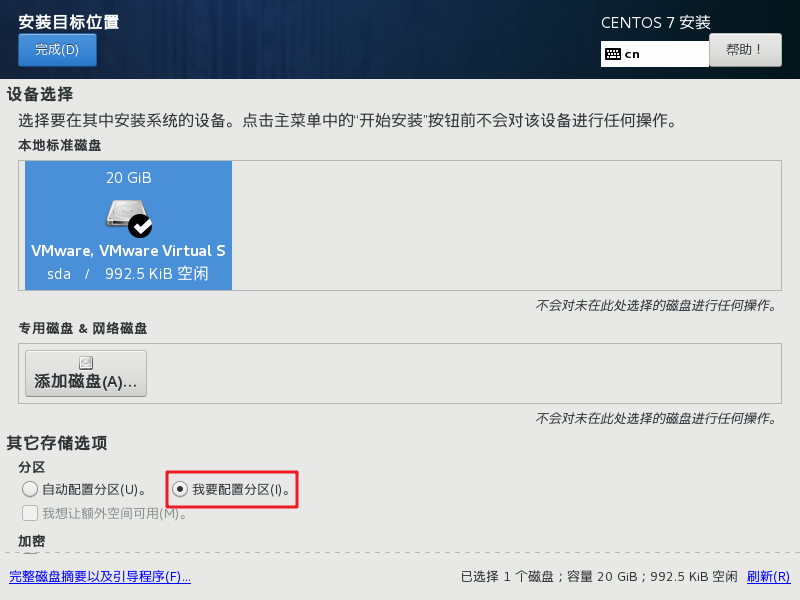 安装目标位置
CENTOS 7 安装
完成(D)
cn
帮助！
设备选择
选择要在其中安装系统的设备。点击主菜单中的“开始安装”按钮前不会对该设备进行任何操作。
本地标准磁盘
20 GiB
VMware, VMware Virtual S
sda / 992.5 KiB 空闲
不会对未在此处选择的磁盘进行任何操作。
专用磁盘 & 网络磁盘
添加磁盘(A)...
不会对未在此处选择的磁盘进行任何操作。
其它存储选项
分区
自动配置分区(U)。
我要配置分区(I)。
我想让额外空间可用(M)。
加密
完整磁盘摘要以及引导程序(F)...
已选择 1 个磁盘；容量 20 GiB；992.5 KiB 空闲
刷新(R)